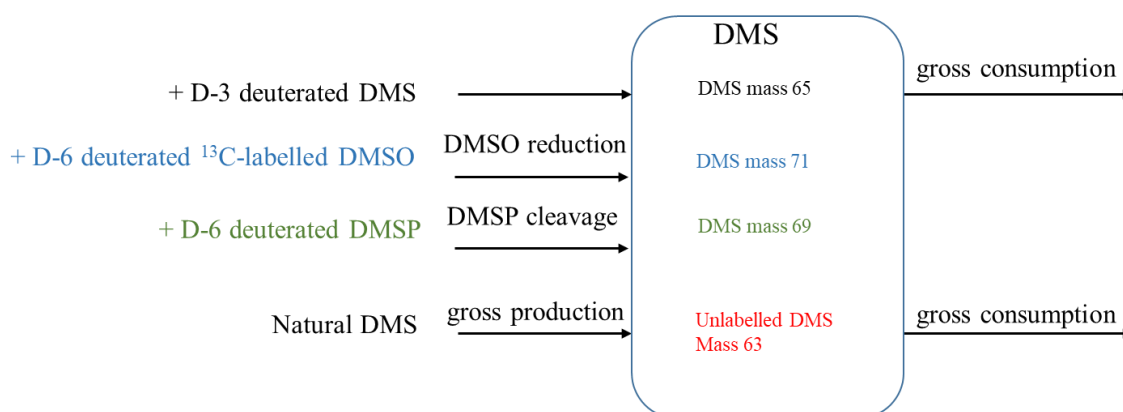 DMS
+ D-3 deuterated DMS
DMS mass 65
gross consumption
+ D-6 deuterated ¹³C-labelled DMSO
DMSO reduction
DMS mass 71
+ D-6 deuterated DMSP
DMSP cleavage
DMS mass 69
Natural DMS
gross production
Unlabelled DMS
Mass 63
gross consumption